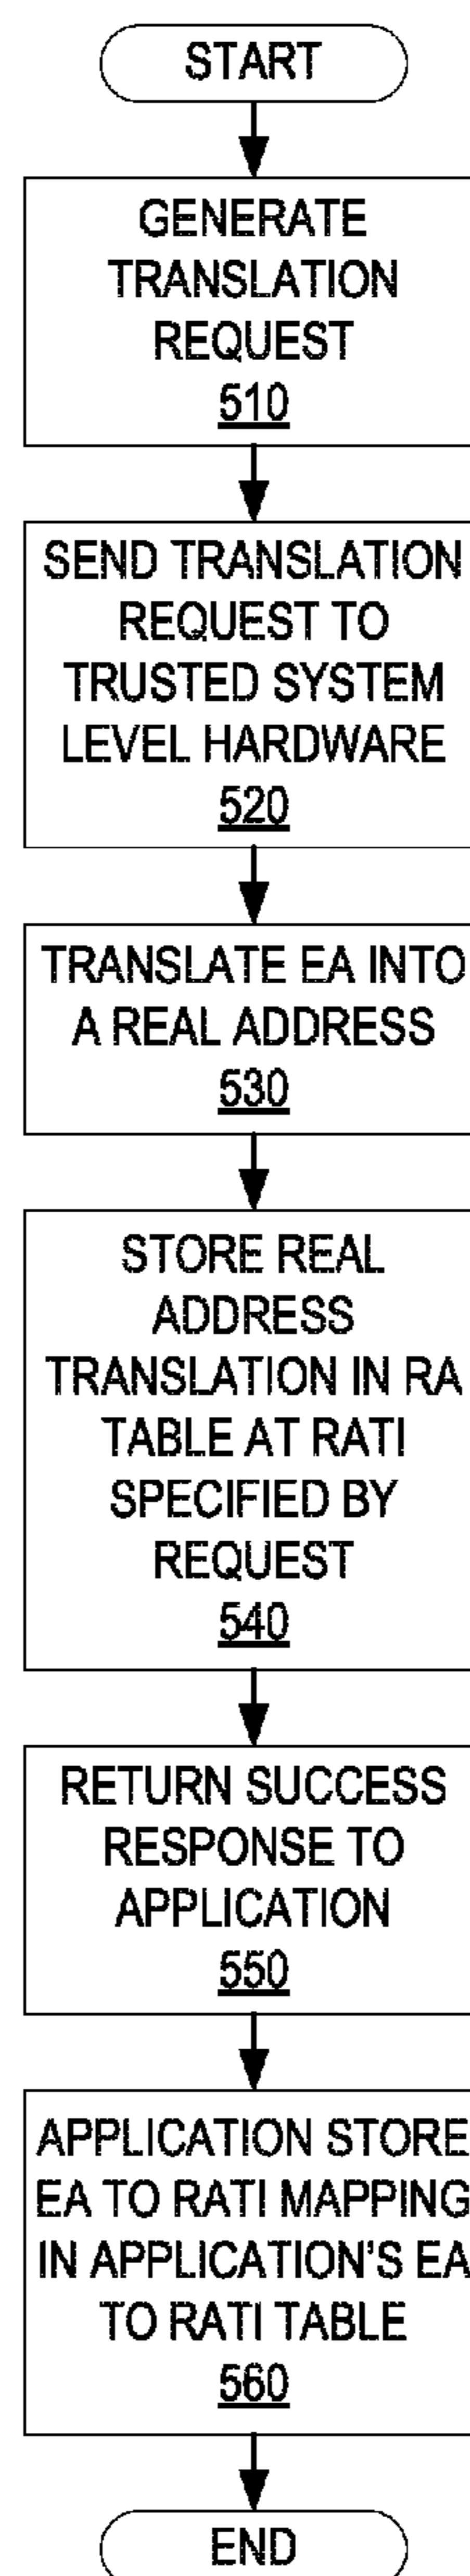 START
GENERATE
TRANSLATION
REQUEST
510
SEND TRANSLATION
REQUEST TO
TRUSTED SYSTEM
LEVEL HARDWARE
520
TRANSLATE EA INTO
A REAL ADDRESS
530
STORE REAL
ADDRESS
TRANSLATION IN RA
TABLE AT RATI
SPECIFIED BY
REQUEST
540
RETURN SUCCESS
RESPONSE TO
APPLICATION
550
APPLICATION STORE
EA TO RATI MAPPING
IN APPLICATION'S EA
TO RATI TABLE
560
END